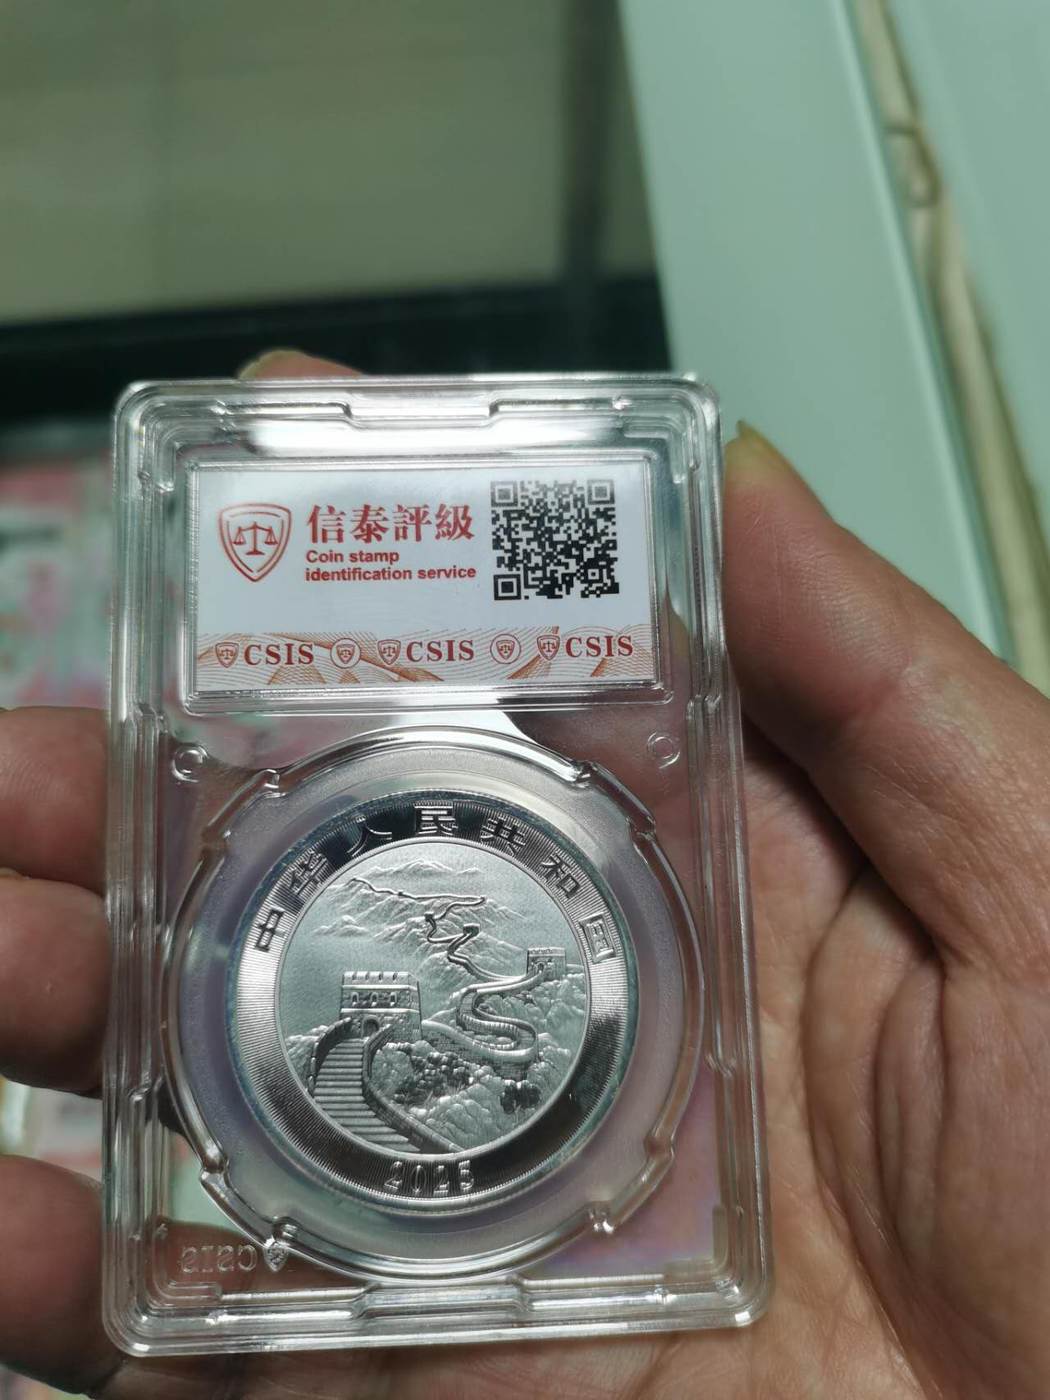 信泰評級
Coin stamp
identification service
CSIS CSIS CSIS
中华人民共和国
2025
CSIS